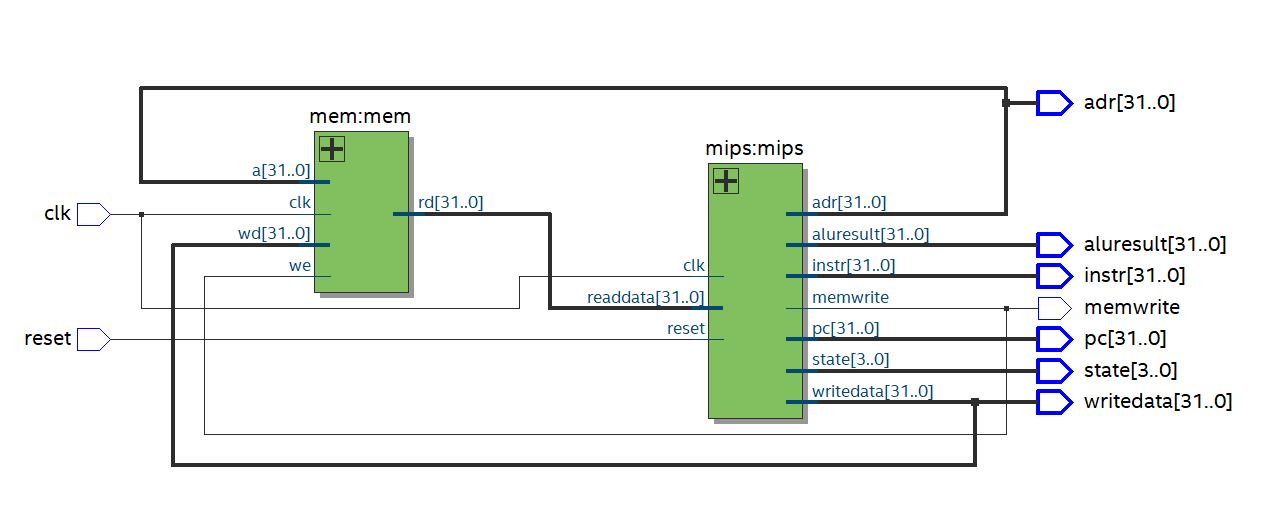 adr[31..0]
mem:mem
mips:mips
a[31..0]
clk
rd[31..0]
adr[31..0]
clk
wd[31..0]
aluresult[31..0]
aluresult[31..0]
we
clk
instr[31..0]
instr[31..0]
readdata[31..0]
memwrite
memwrite
reset
reset
pc[31..0]
pc[31..0]
state[3..0]
state[3..0]
writedata[31..0]
writedata[31..0]